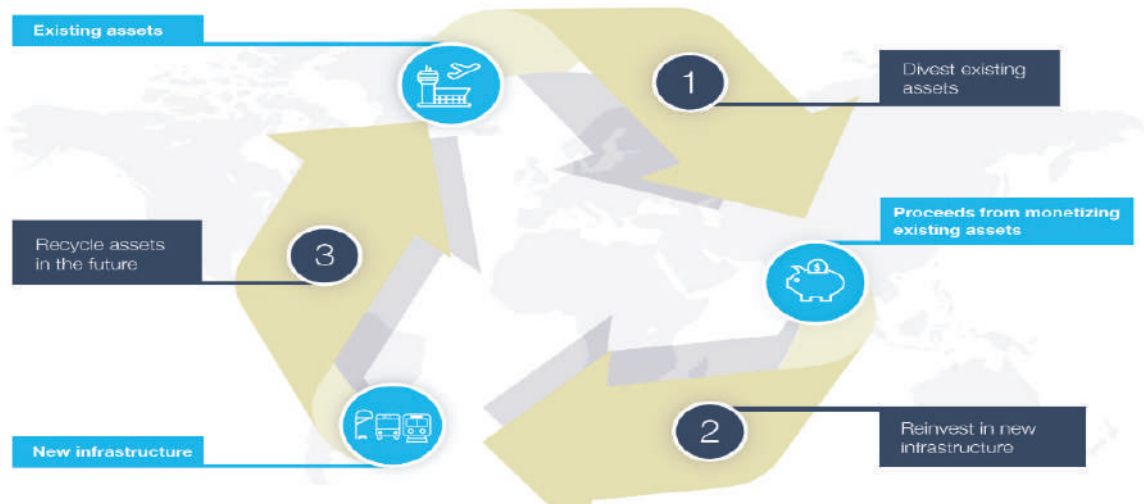 Existing assets
1
Divest existing
assets
Proceeds from monetizing
existing assets
$
3
Recycle assets
in the future
2
Reinvest in new
infrastructure
New infrastructure